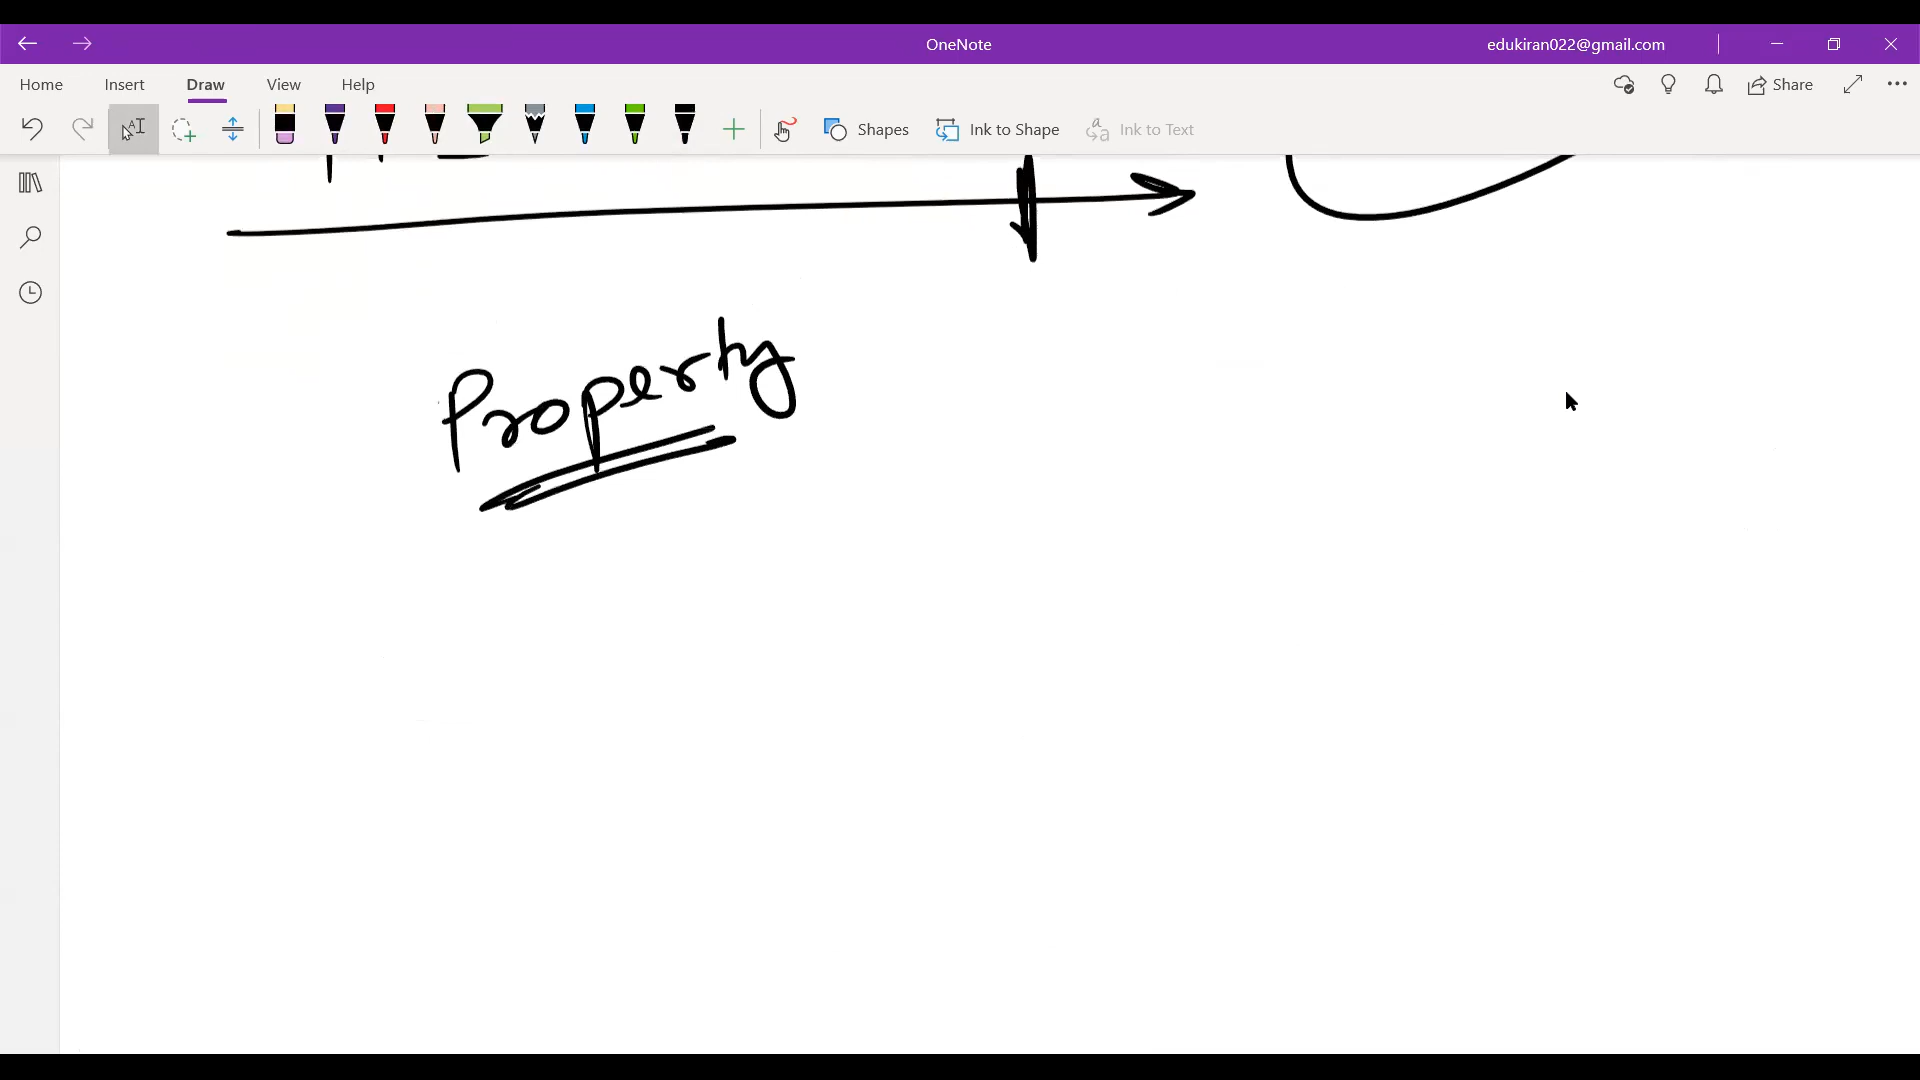 OneNote
edukiran022@gmail.com
Home Insert Draw View Help
Share
Shapes Ink to Shape Ink to Text
Property